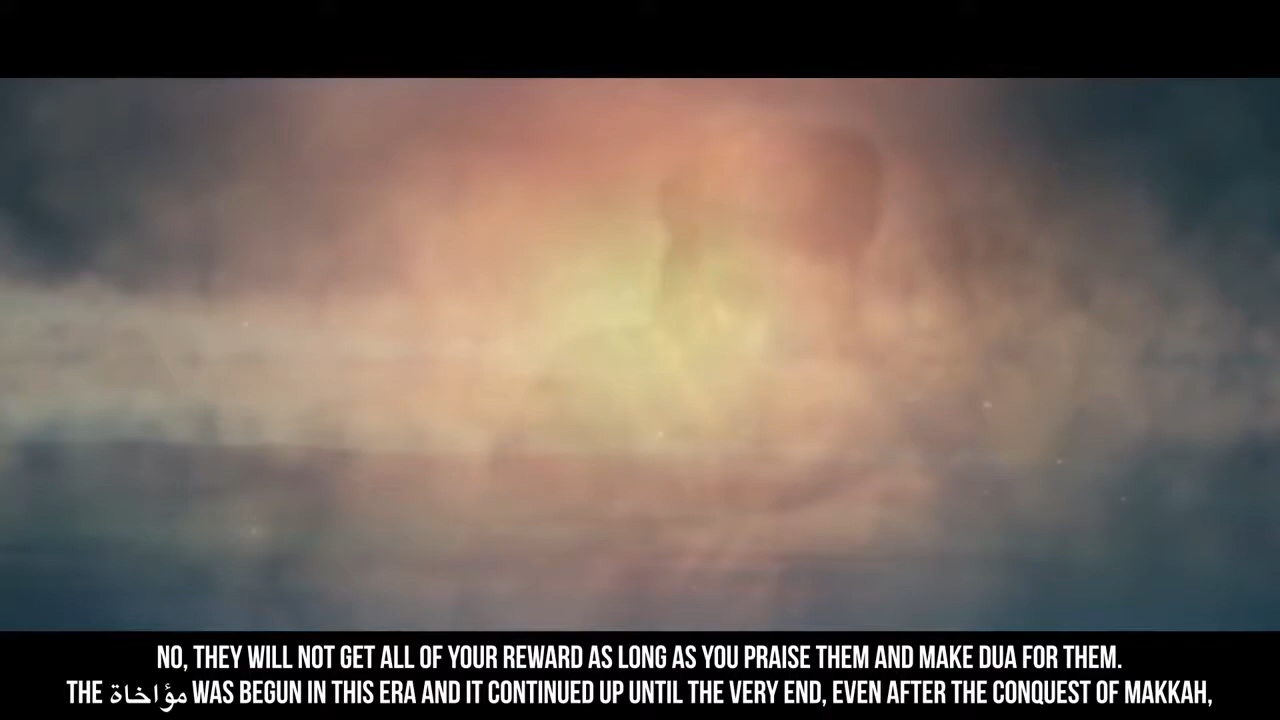 NO, THEY WILL NOT GET ALL OF YOUR REWARD AS LONG AS YOU PRAISE THEM AND MAKE DUA FOR THEM.
THE مؤاخاة WAS BEGUN IN THIS ERA AND IT CONTINUED UP UNTIL THE VERY END, EVEN AFTER THE CONQUEST OF MAKKAH,